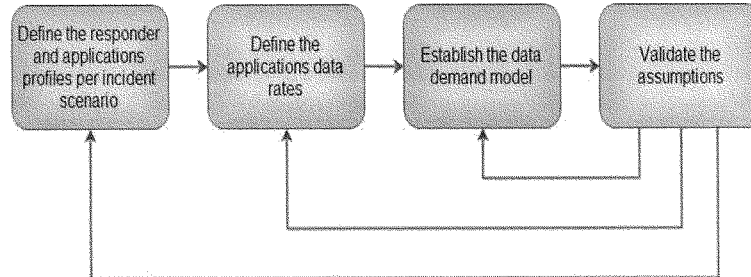 Define the responder
and applications
profiles per incident
scenario
Define the
applications data
rates
Establish the data
demand model
Validate the
assumptions